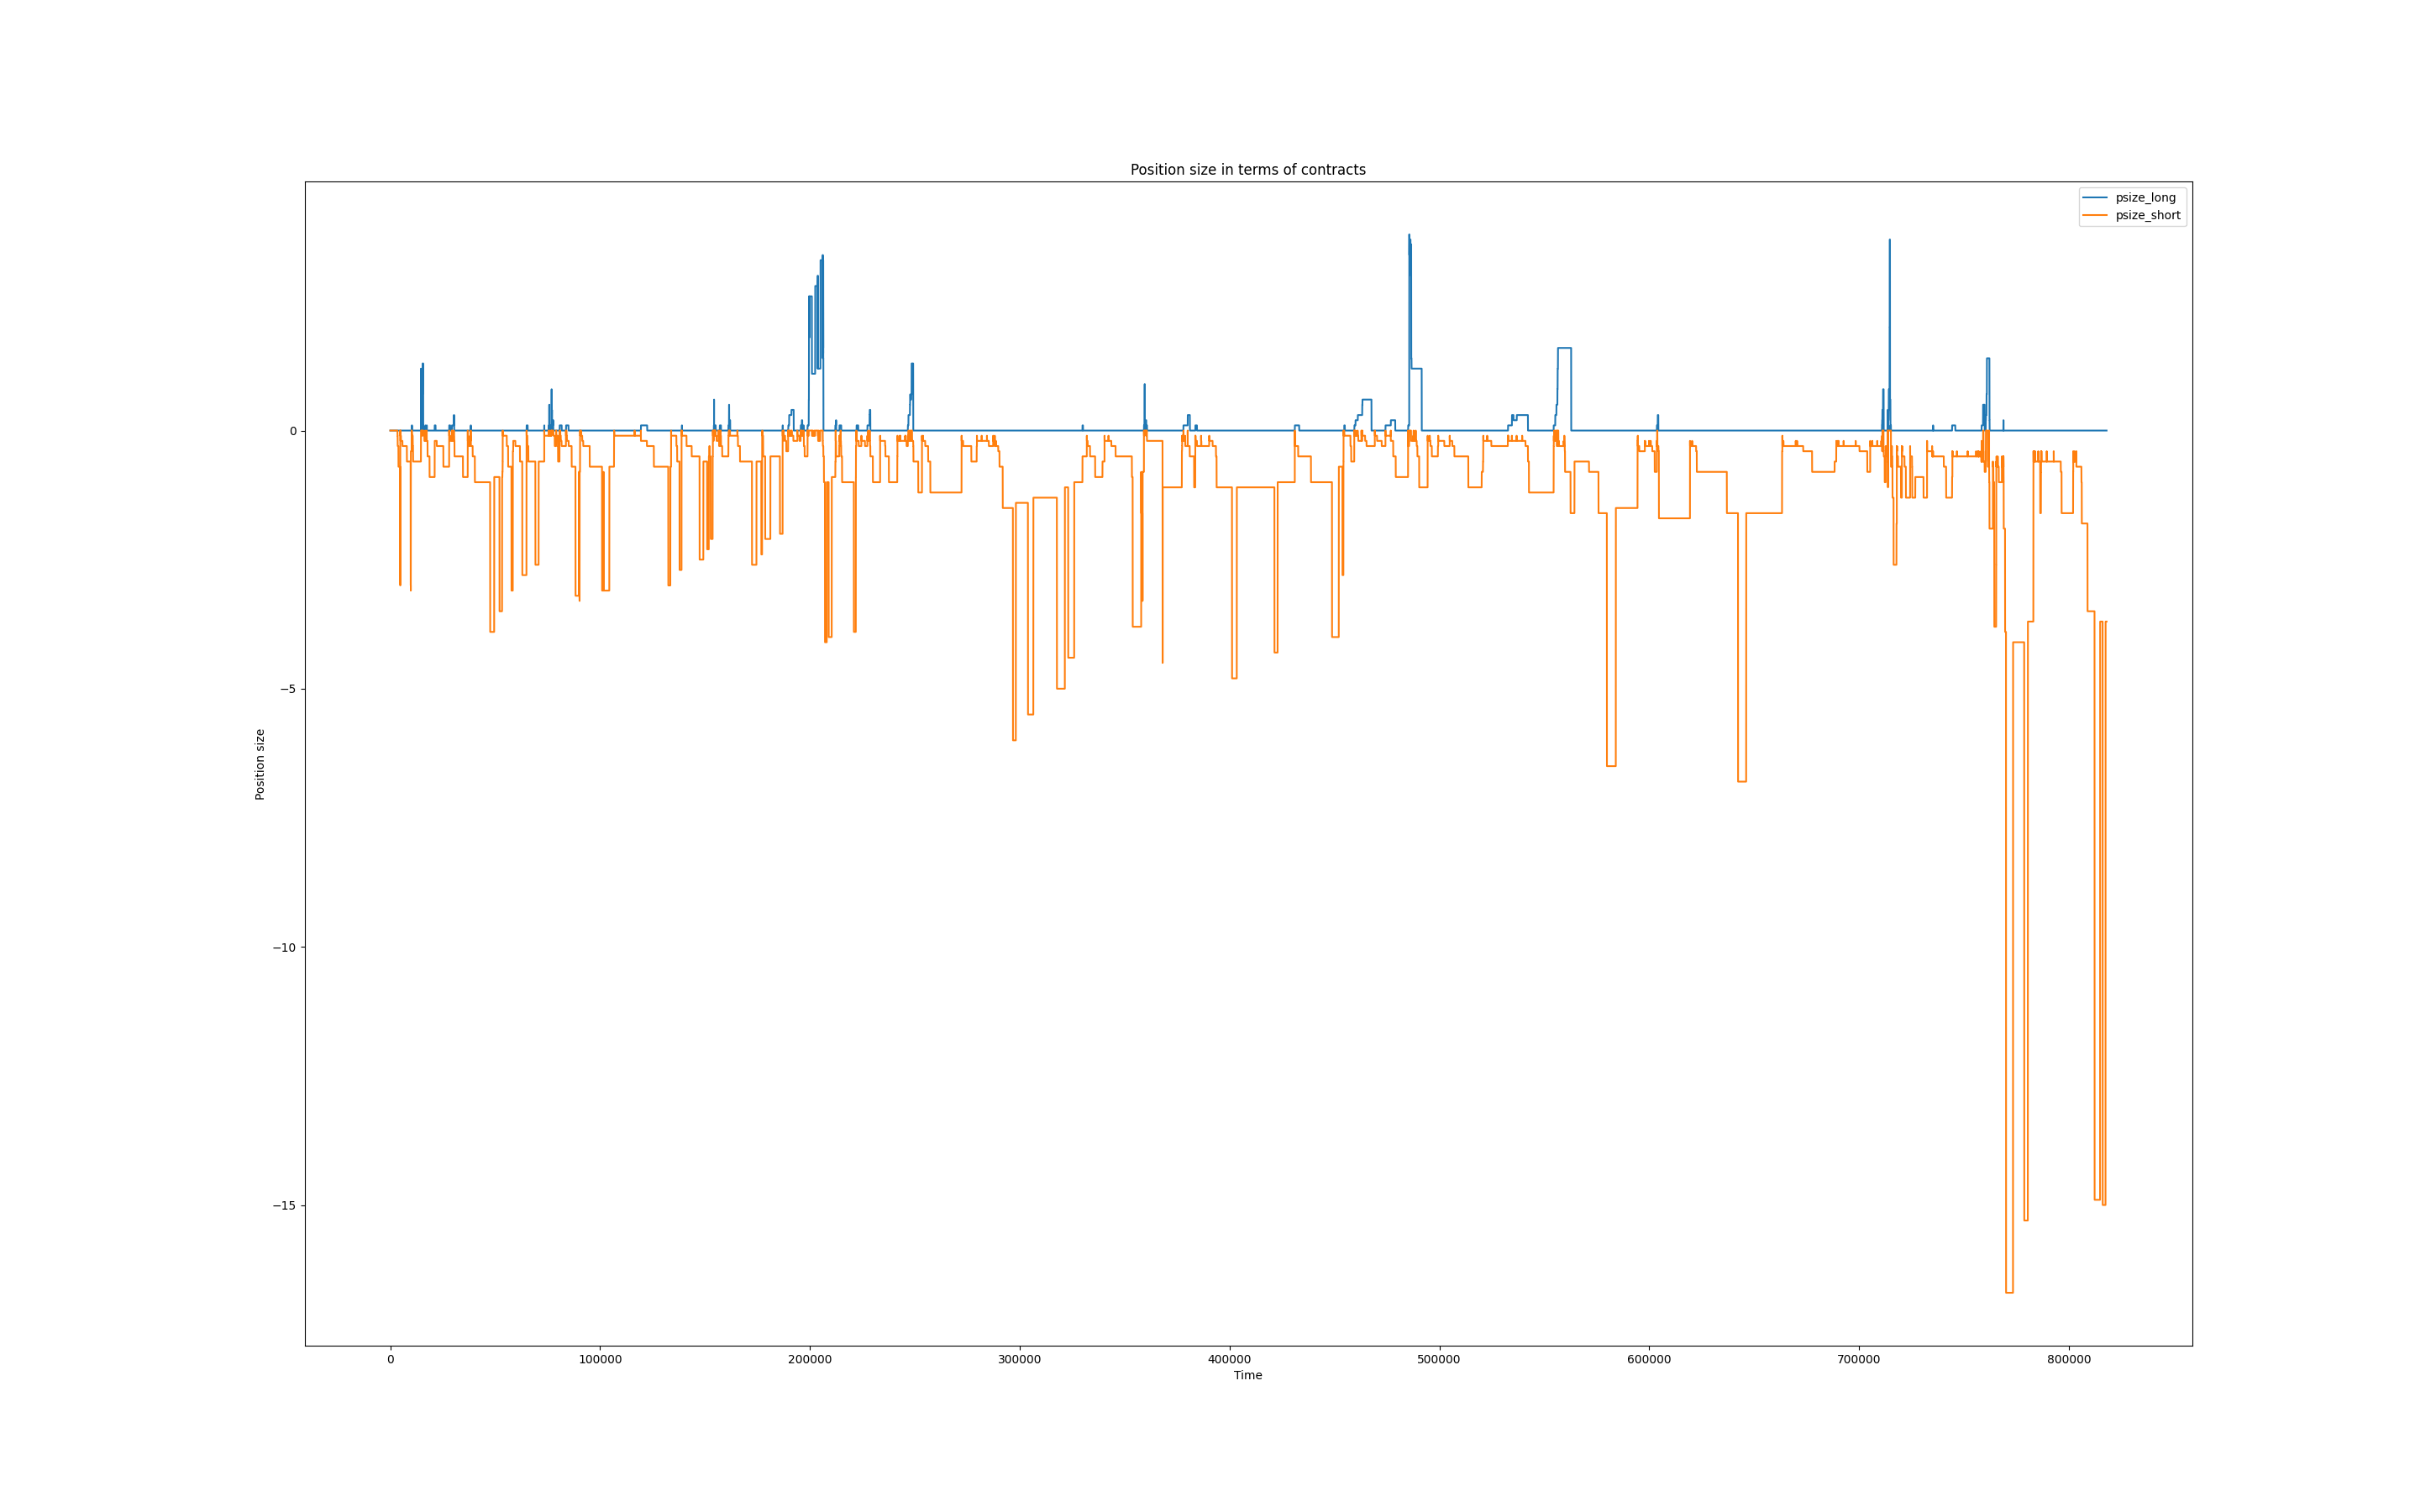 Position size in terms of contracts
psize_long
psize_short
0
−5
−10
−15
Position size
0 100000 200000 300000 400000 500000 600000 700000 800000
Time